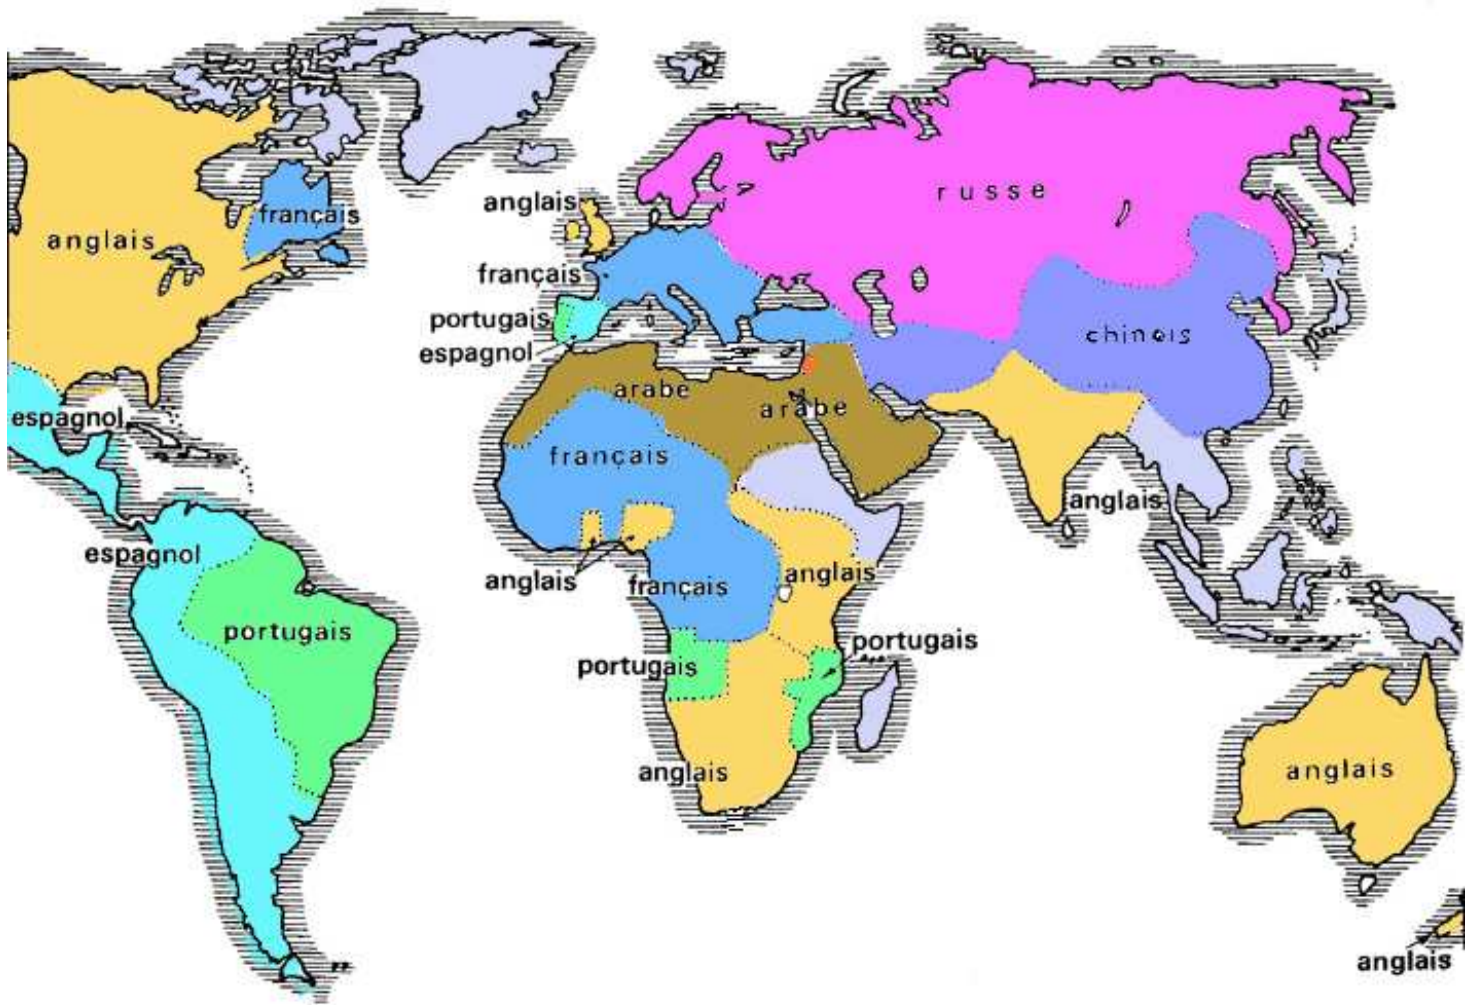 anglais
français
anglais
russe
français
portugais
espagnol
chinois
arabe
arabe
espagnol
français
anglais
espagnol
anglais
français
anglais
portugais
portugais
portugais
anglais
anglais
anglais